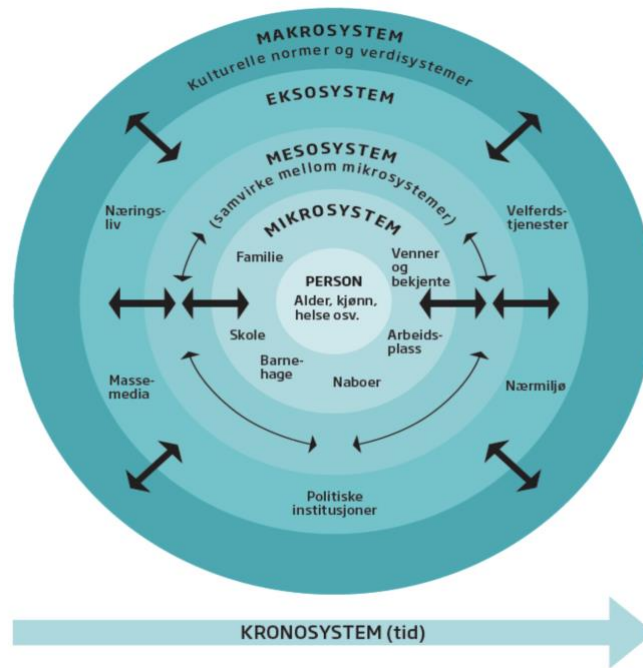 MAKROSYSTEM
Kulturelle normer og verdisystemer
EKSOSYSTEM
MESOSYSTEM
(samvirke mellom mikrosystemer)
MIKROSYSTEM
Nærings-
liv
Velferds-
tjenester
Familie
Venner
og
bekjente
PERSON
Alder, kjønn,
helse osv.
Skole
Barne-
hage
Naboer
Arbeids-
plass
Masse-
media
Nærmiljø
Politiske
institusjoner
KRONOSYSTEM (tid)